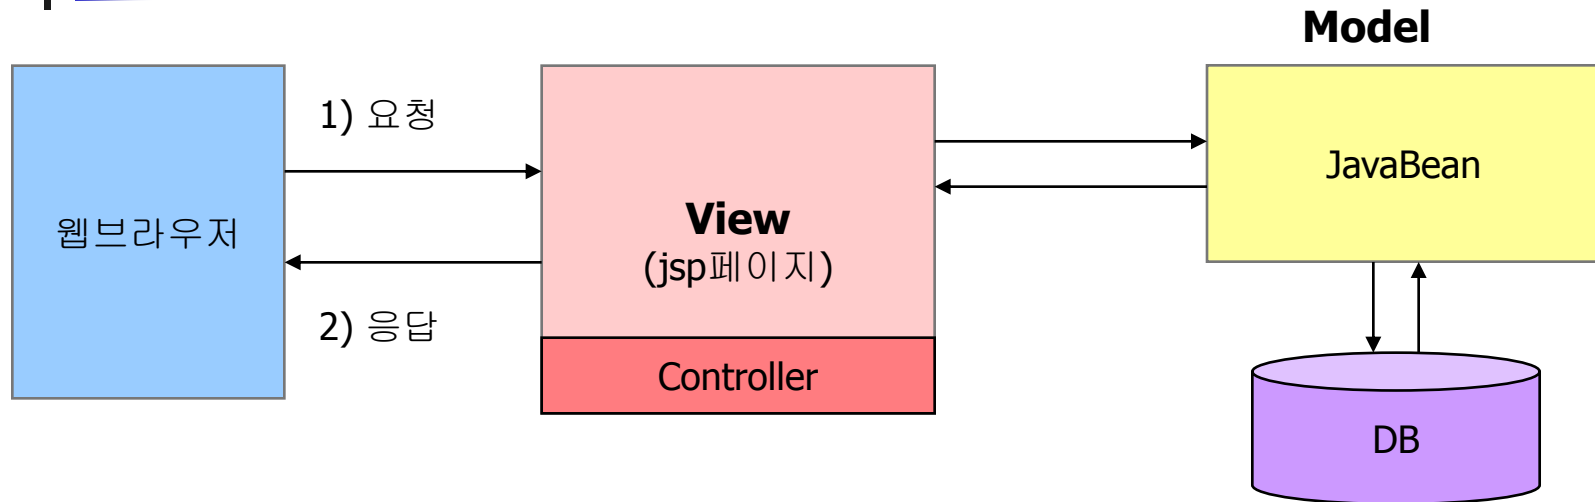 Model
1) 요청
JavaBean
웹브라우저
View
(jsp페이지)
2) 응답
Controller
DB